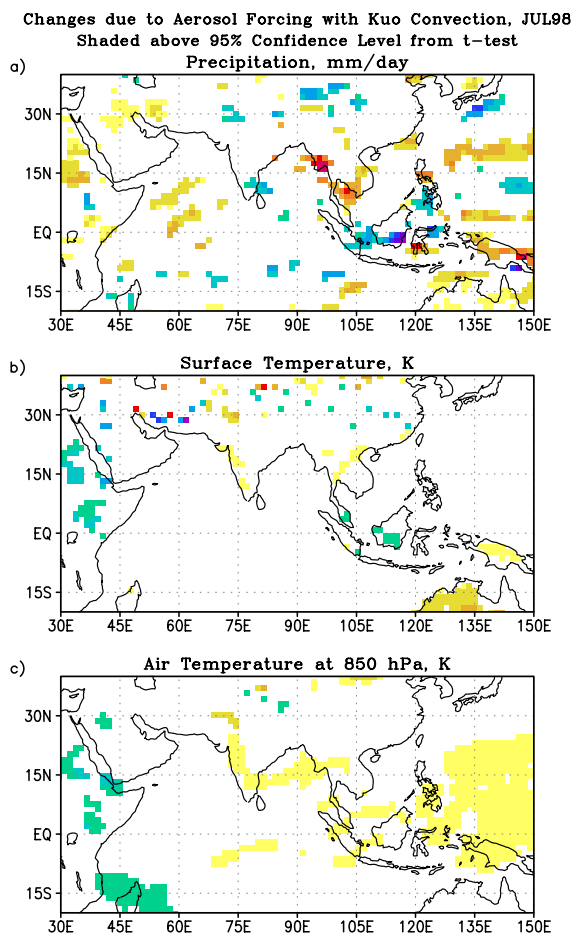 Changes due to Aerosol Forcing with Kuo Convection, JUL98
Shaded above 95% Confidence Level from t-test
a) Precipitation, mm/day
30N
15N
EQ
15S
30E 45E 60E 75E 90E 105E 120E 135E 150E
b) Surface Temperature, K
30N
15N
EQ
15S
30E 45E 60E 75E 90E 105E 120E 135E 150E
c) Air Temperature at 850 hPa, K
30N
15N
EQ
15S
30E 45E 60E 75E 90E 105E 120E 135E 150E